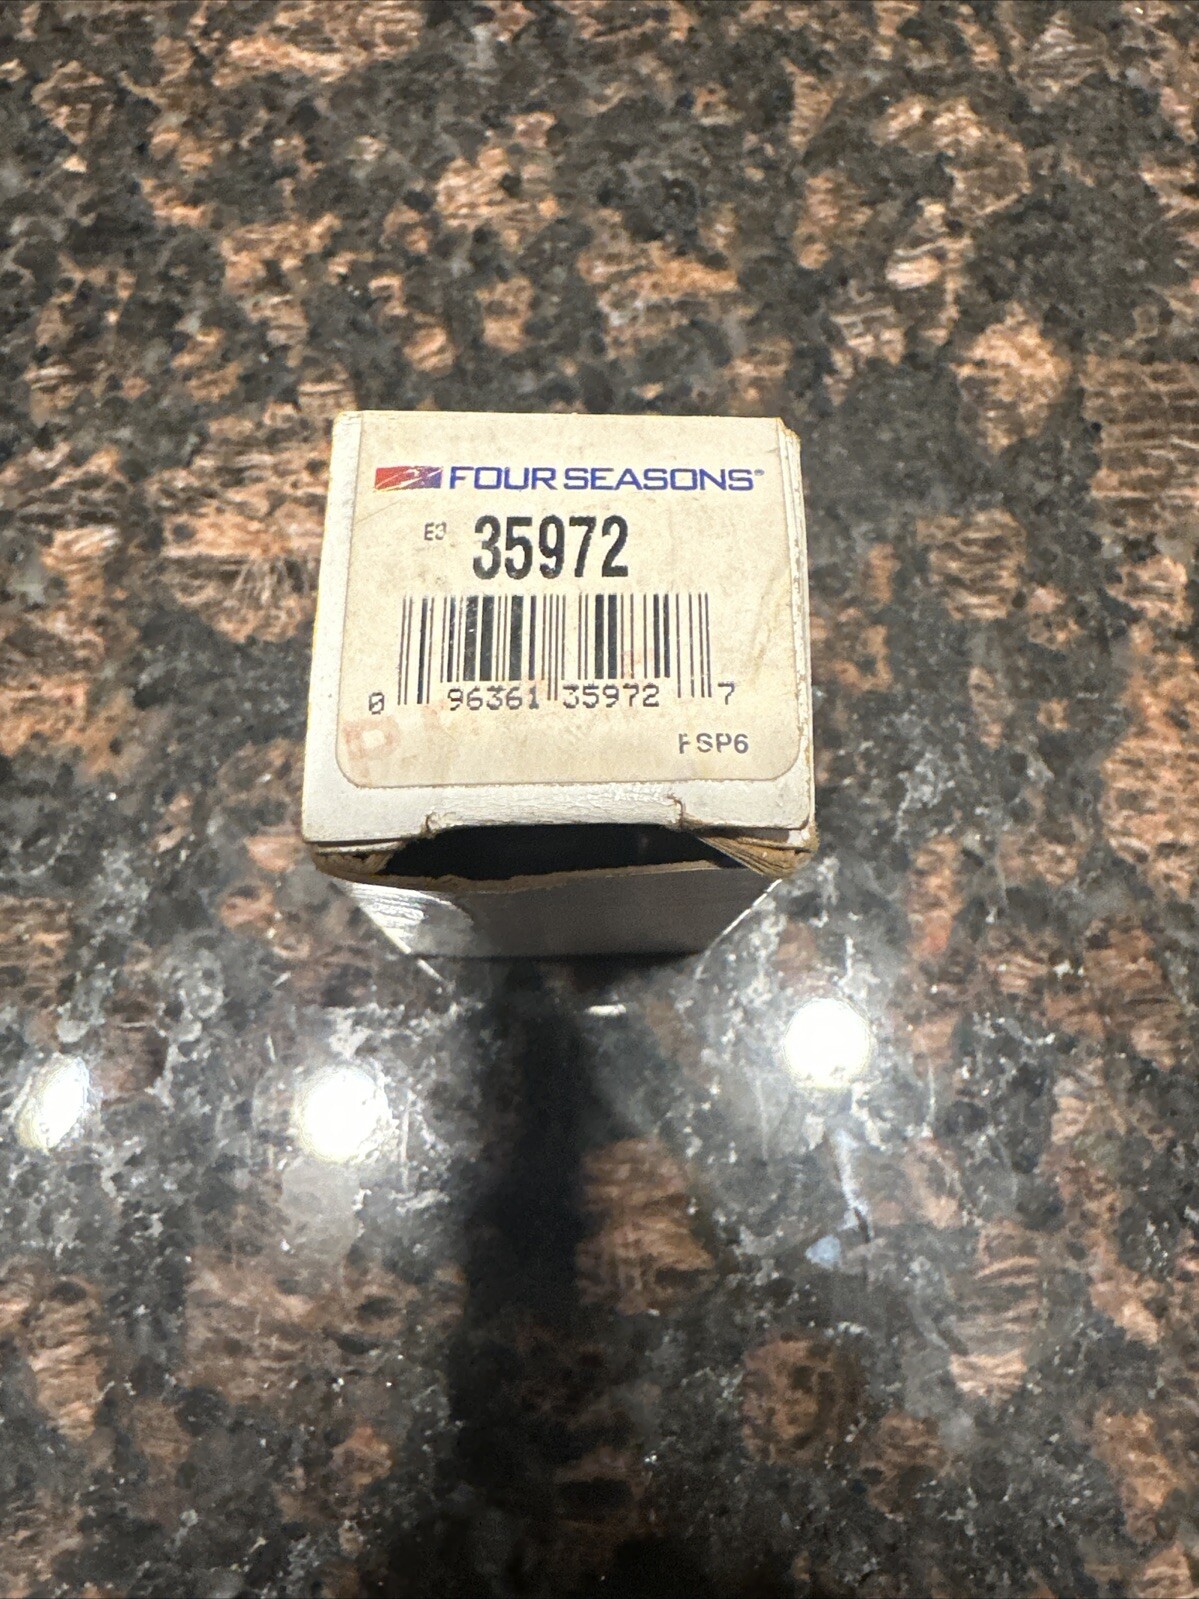 FOUR SEASONS®
E3 35972
0 96361 35972 7
FSP6